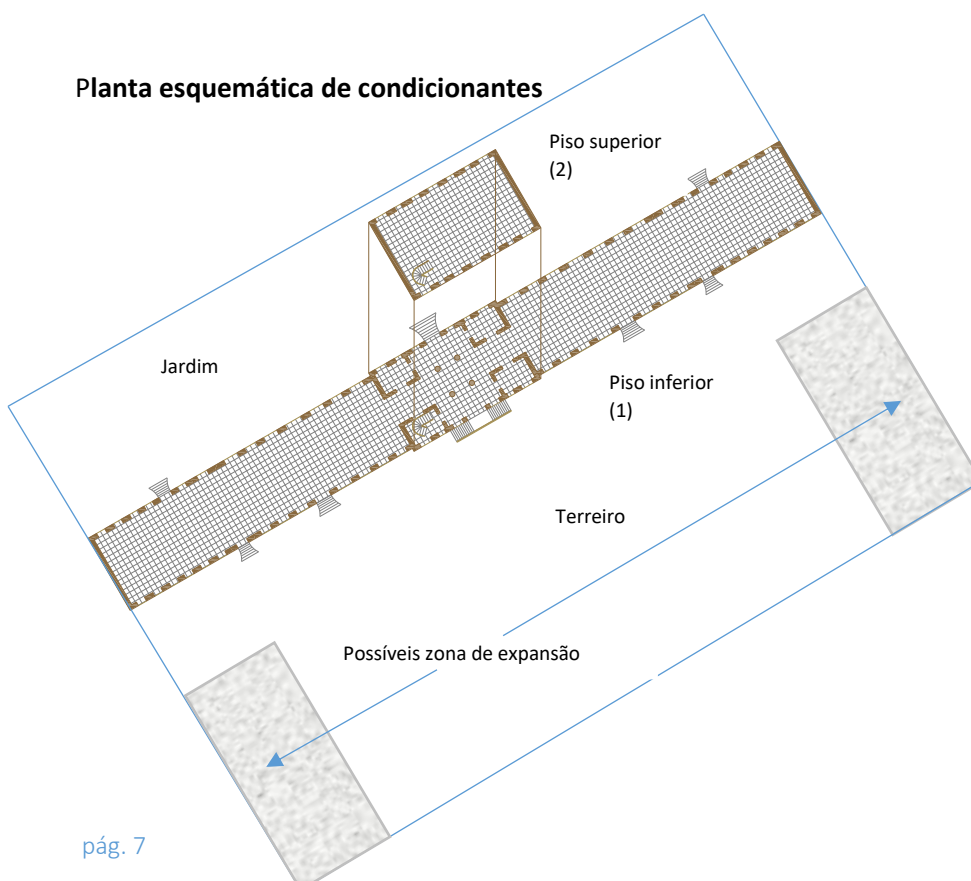 Planta esquemática de condicionantes
Piso superior
(2)
Jardim
Piso inferior
(1)
Terreiro
Possíveis zona de expansão
pág. 7